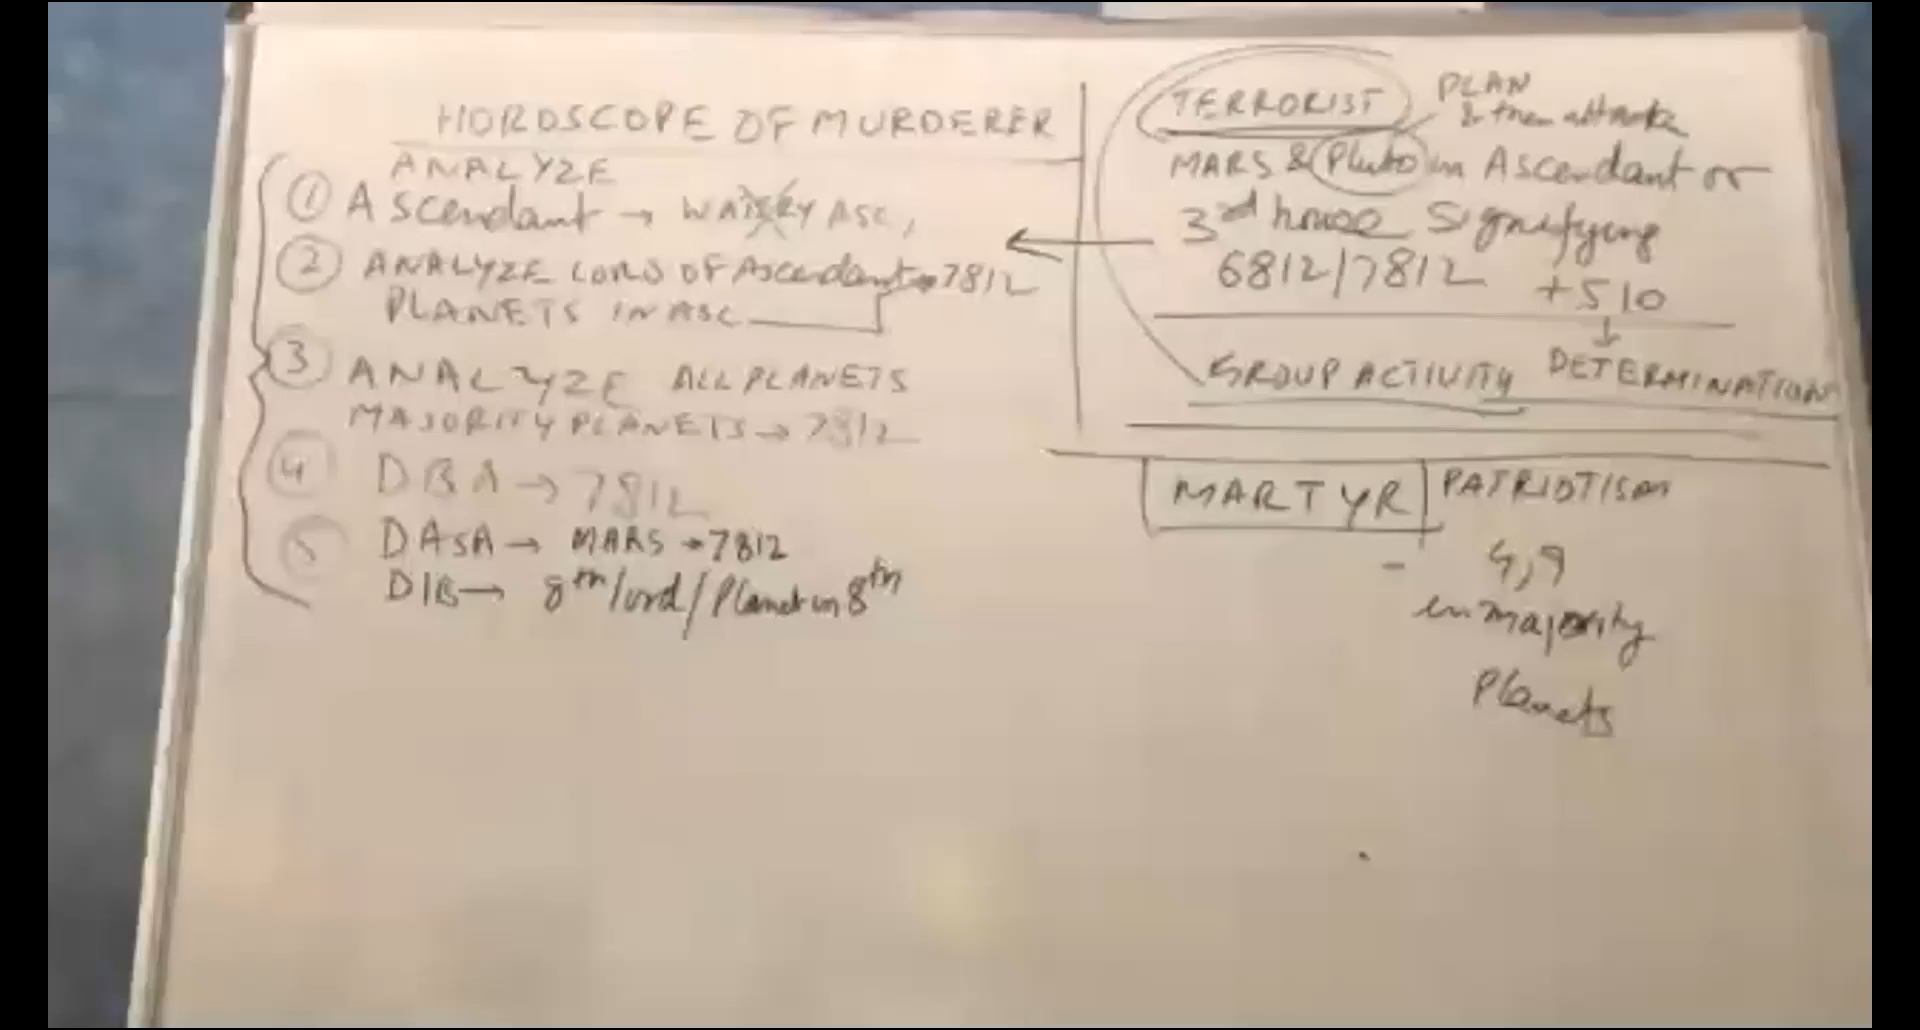 HOROSCOPE OF MURDERER
ANALYZE
① Ascendant → WATERY ASC,
② ANALYZE LORD OF Ascendant → 7812
PLANETS IN ASC
③ ANALYZE ALL PLANETS
MAJORITY PLANETS → 7812
④ DBA → 7812
⑤ DASA → MARS → 7812
D/B → 8th lord/Planet in 8th
TERRORIST
PLAN
& then attacks
MARS & Pluto in Ascendant or
3rd house Signifying
6812/7812 + 510
GROUP ACTIVITY DETERMINATION
MARTYR PATRIOTISM
- 4,9
in majority
Planets